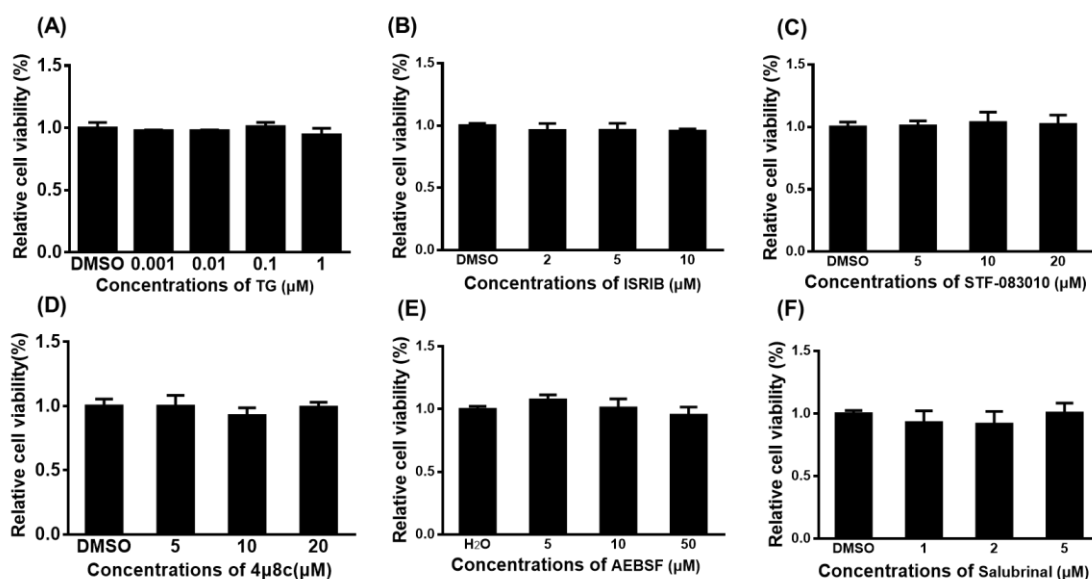 (A)
Relative cell viability (%)
1.5
1.0
0.5
0.0
DMSO 0.001 0.01 0.1 1
Concentrations of TG (μM)
(B)
Relative cell viability (%)
1.5
1.0
0.5
0.0
DMSO 2 5 10
Concentrations of ISRIB (μM)
(C)
Relative cell viability (%)
1.5
1.0
0.5
0.0
DMSO 5 10 20
Concentrations of STF-083010 (μM)
(D)
Relative cell viability(%)
1.5
1.0
0.5
0.0
DMSO 5 10 20
Concentrations of 4μ8c(μM)
(E)
Relative cell viability (%)
1.5
1.0
0.5
0.0
H2O 5 10 50
Concentrations of AEBSF (μM)
(F)
Relative cell viability (%)
1.5
1.0
0.5
0.0
DMSO 1 2 5
Concentrations of Salubrinal (μM)